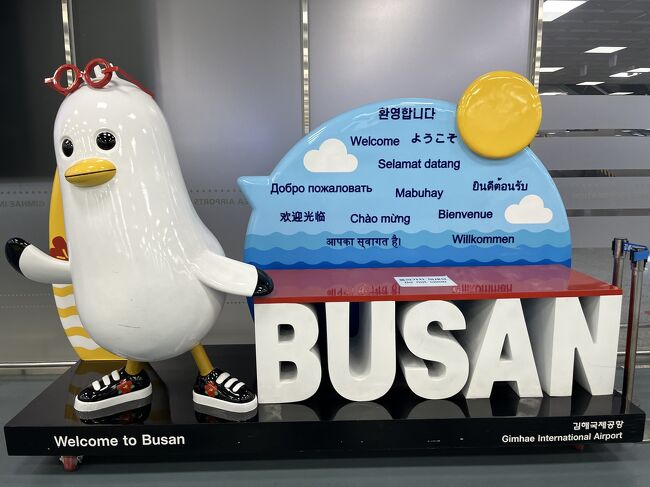 환영합니다
Welcome ようこそ
Selamat datang
Добро пожаловать Mabuhay ยินดีต้อนรับ
欢迎光临 Chào mừng Bienvenue
आपका स्वागत है! Willkommen
BUSAN
Welcome to Busan
김해국제공항
Gimhae International Airport